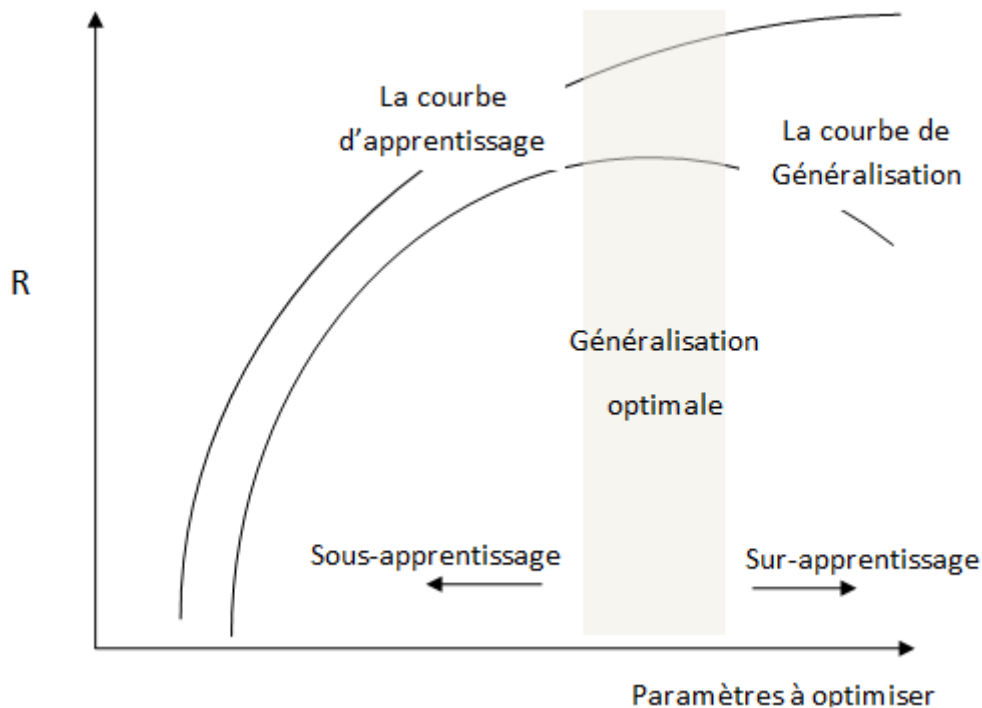 La courbe
d'apprentissage
La courbe de
Généralisation
R
Généralisation
optimale
Sous-apprentissage
Sur-apprentissage
Paramètres à optimiser